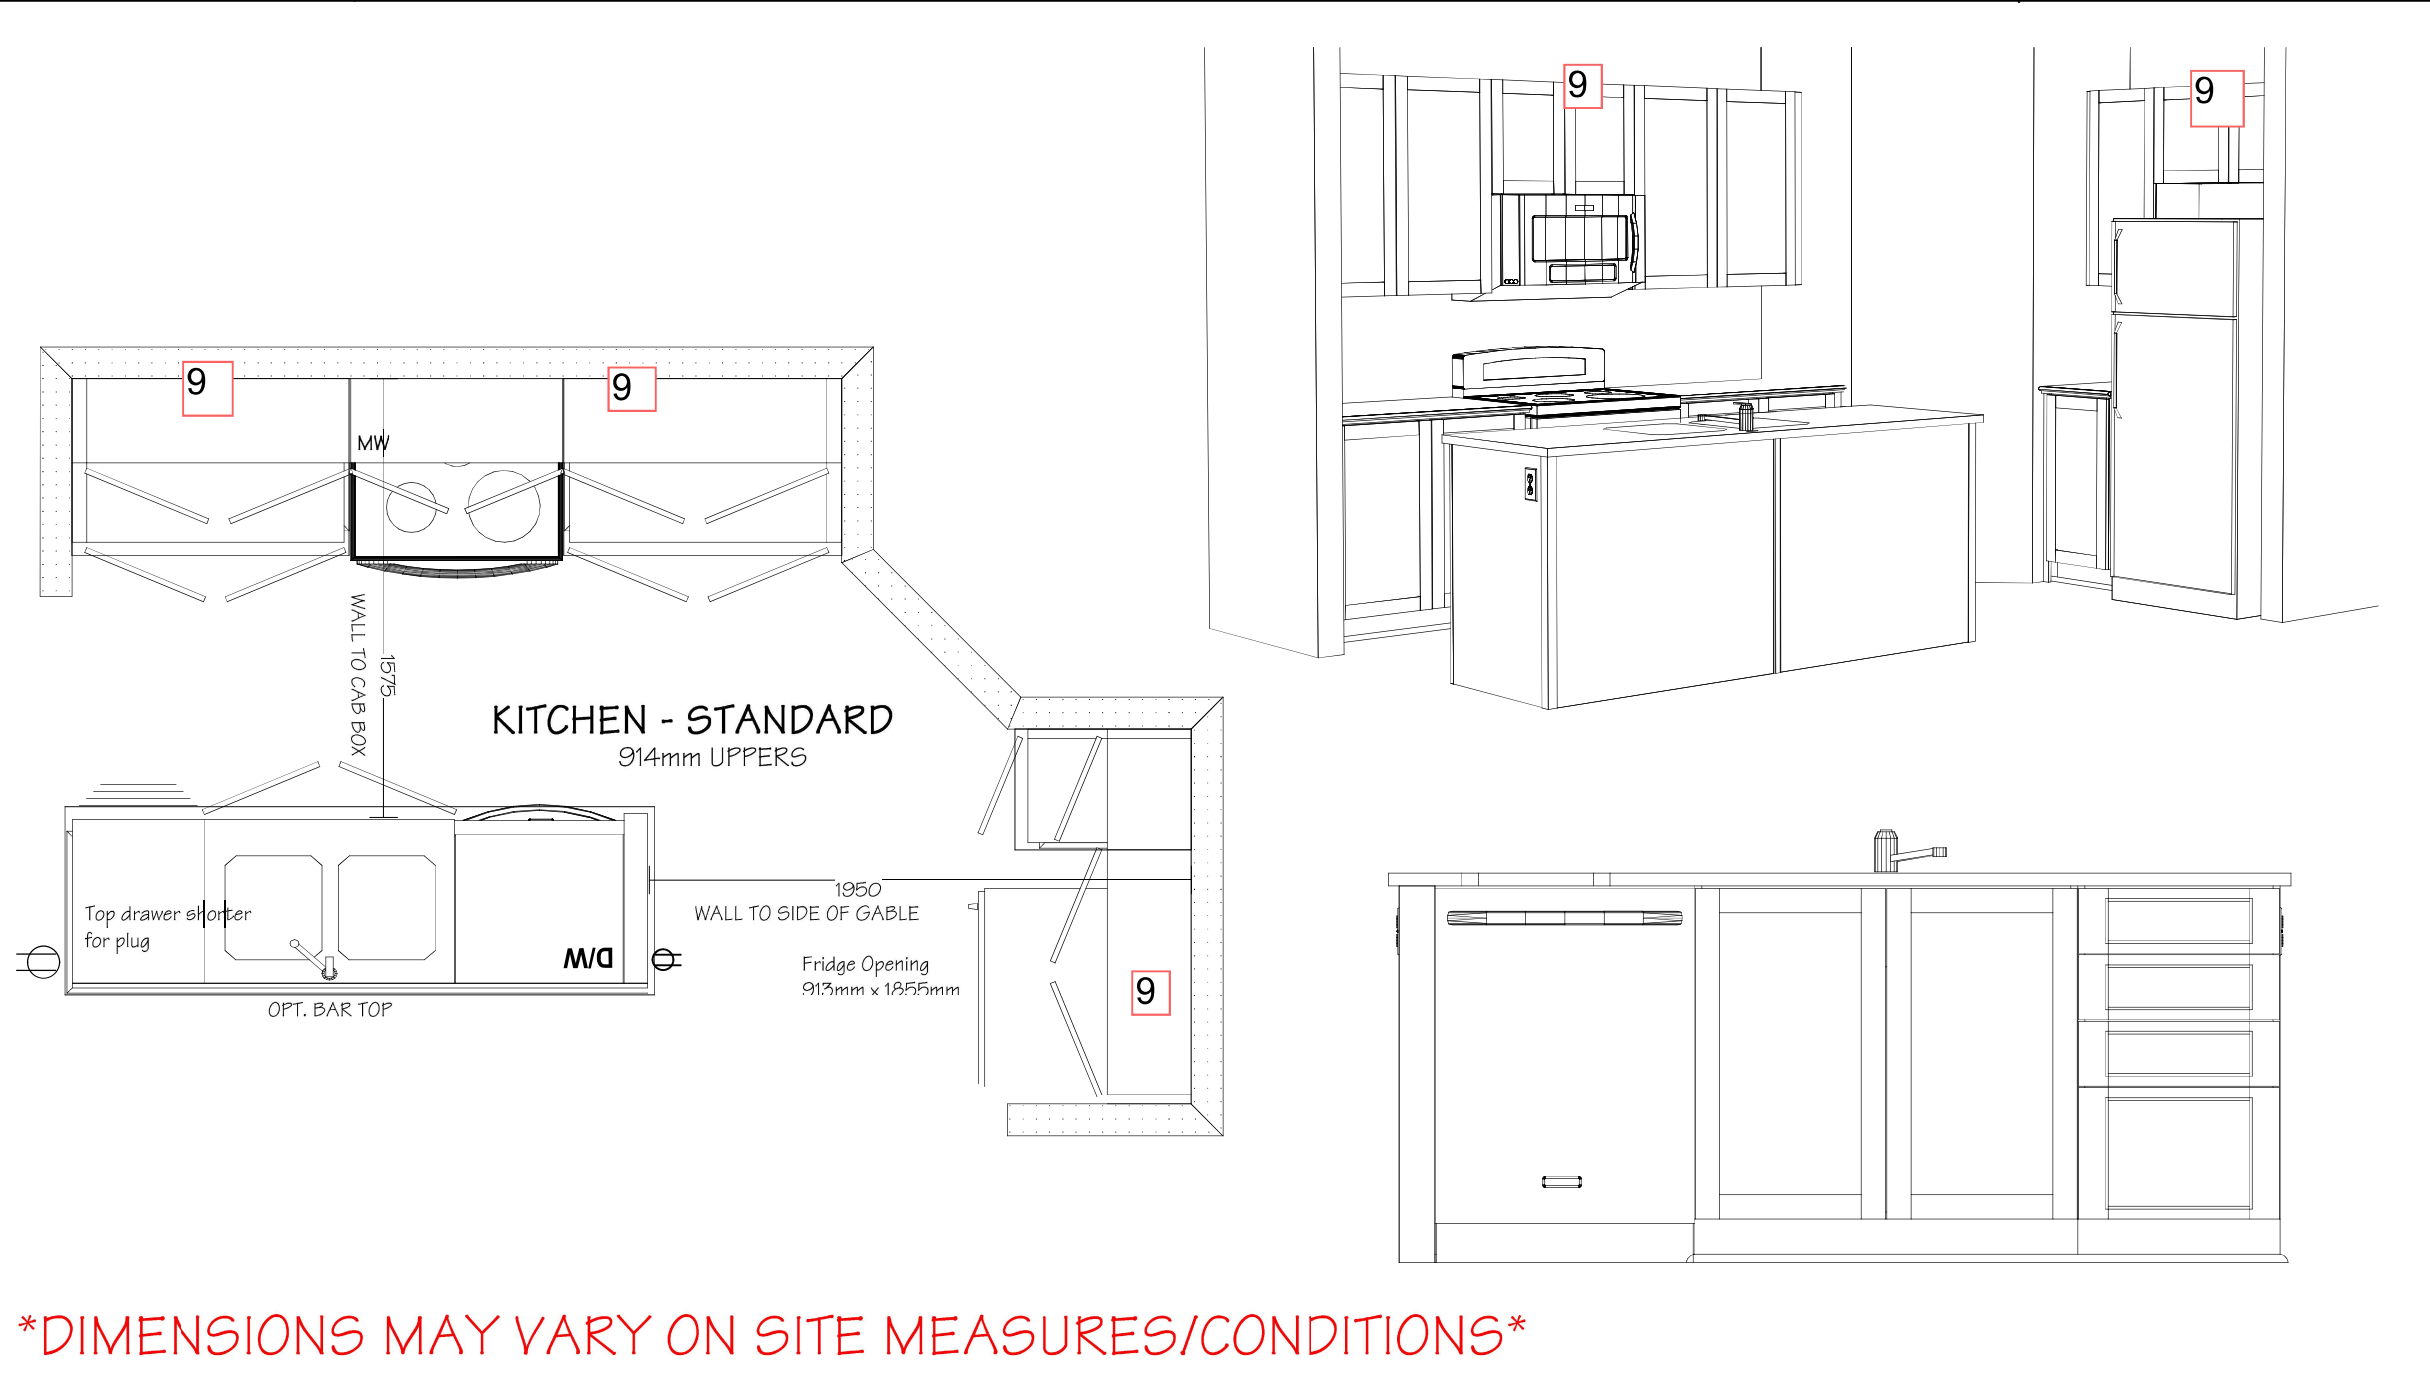 9
9
9
9
MW
WALL TO CAB BOX
1575
KITCHEN - STANDARD
914mm UPPERS
1950
WALL TO SIDE OF GABLE
Top drawer shorter
for plug
D/W
Fridge Opening
913mm x 1855mm
9
OPT. BAR TOP
*DIMENSIONS MAY VARY ON SITE MEASURES/CONDITIONS*